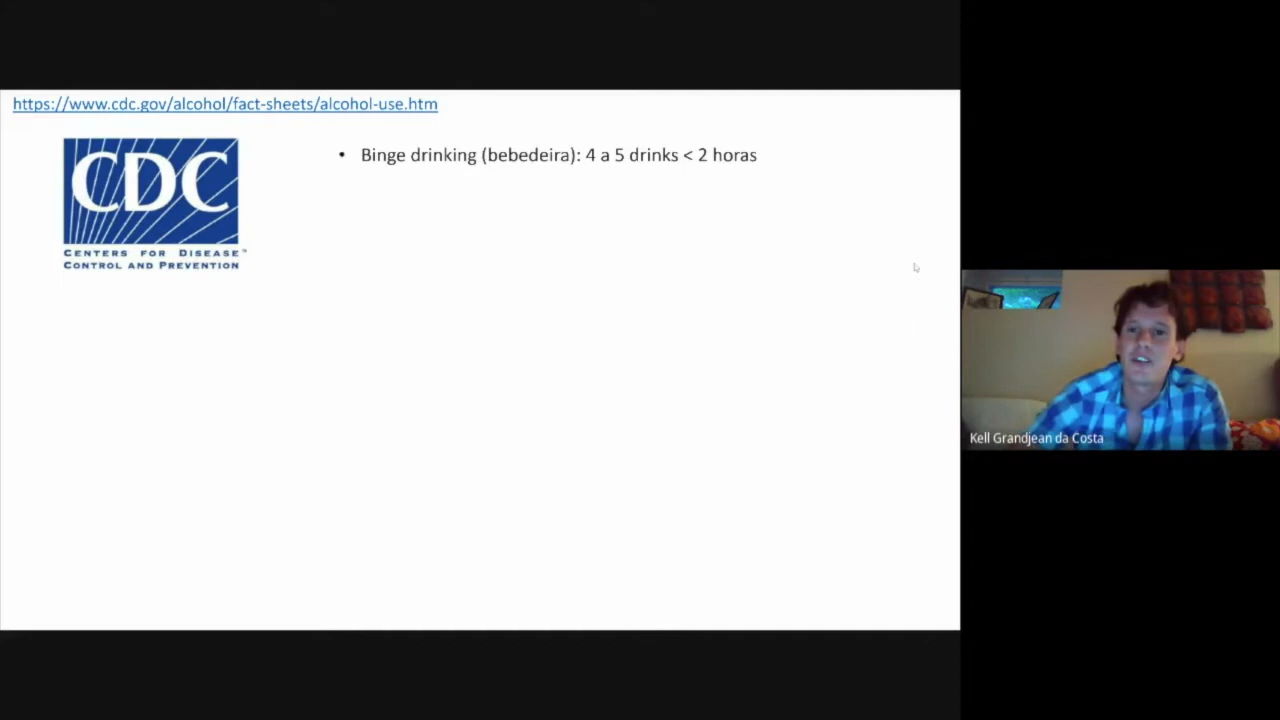 https://www.cdc.gov/alcohol/fact-sheets/alcohol-use.htm
CDC
CENTERS FOR DISEASE™
CONTROL AND PREVENTION
• Binge drinking (bebedeira): 4 a 5 drinks < 2 horas
Kell Grandjean da Costa